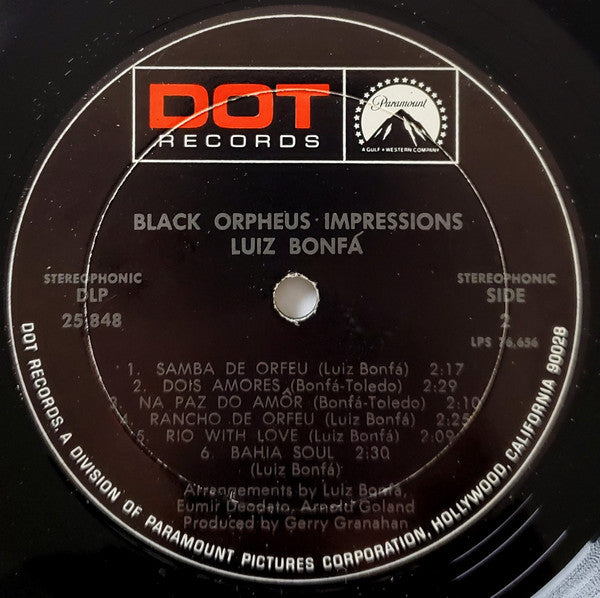 DOT
RECORDS
Paramount
A GULF + WESTERN COMPANY
BLACK ORPHEUS · IMPRESSIONS
LUIZ BONFÁ
STEREOPHONIC
DLP
25,848
STEREOPHONIC
SIDE
2
LPS 26,656
1. SAMBA DE ORFEU (Luiz Bonfá) 2:17
2. DOIS AMORES (Bonfá-Toledo) 2:29
3. NA PAZ DO AMÔR (Bonfá-Toledo) 2:10
4. RANCHO DE ORFEU (Luiz Bonfá) 2:25
5. RIO WITH LOVE (Luiz Bonfá) 2:09
6. BAHIA SOUL 2:30
(Luiz Bonfá)
Arrangements by Luiz Bonfá,
Eumir Deodato, Arnold Goland
Produced by Gerry Granahan
DOT RECORDS, A DIVISION OF PARAMOUNT PICTURES CORPORATION, HOLLYWOOD, CALIFORNIA 90028